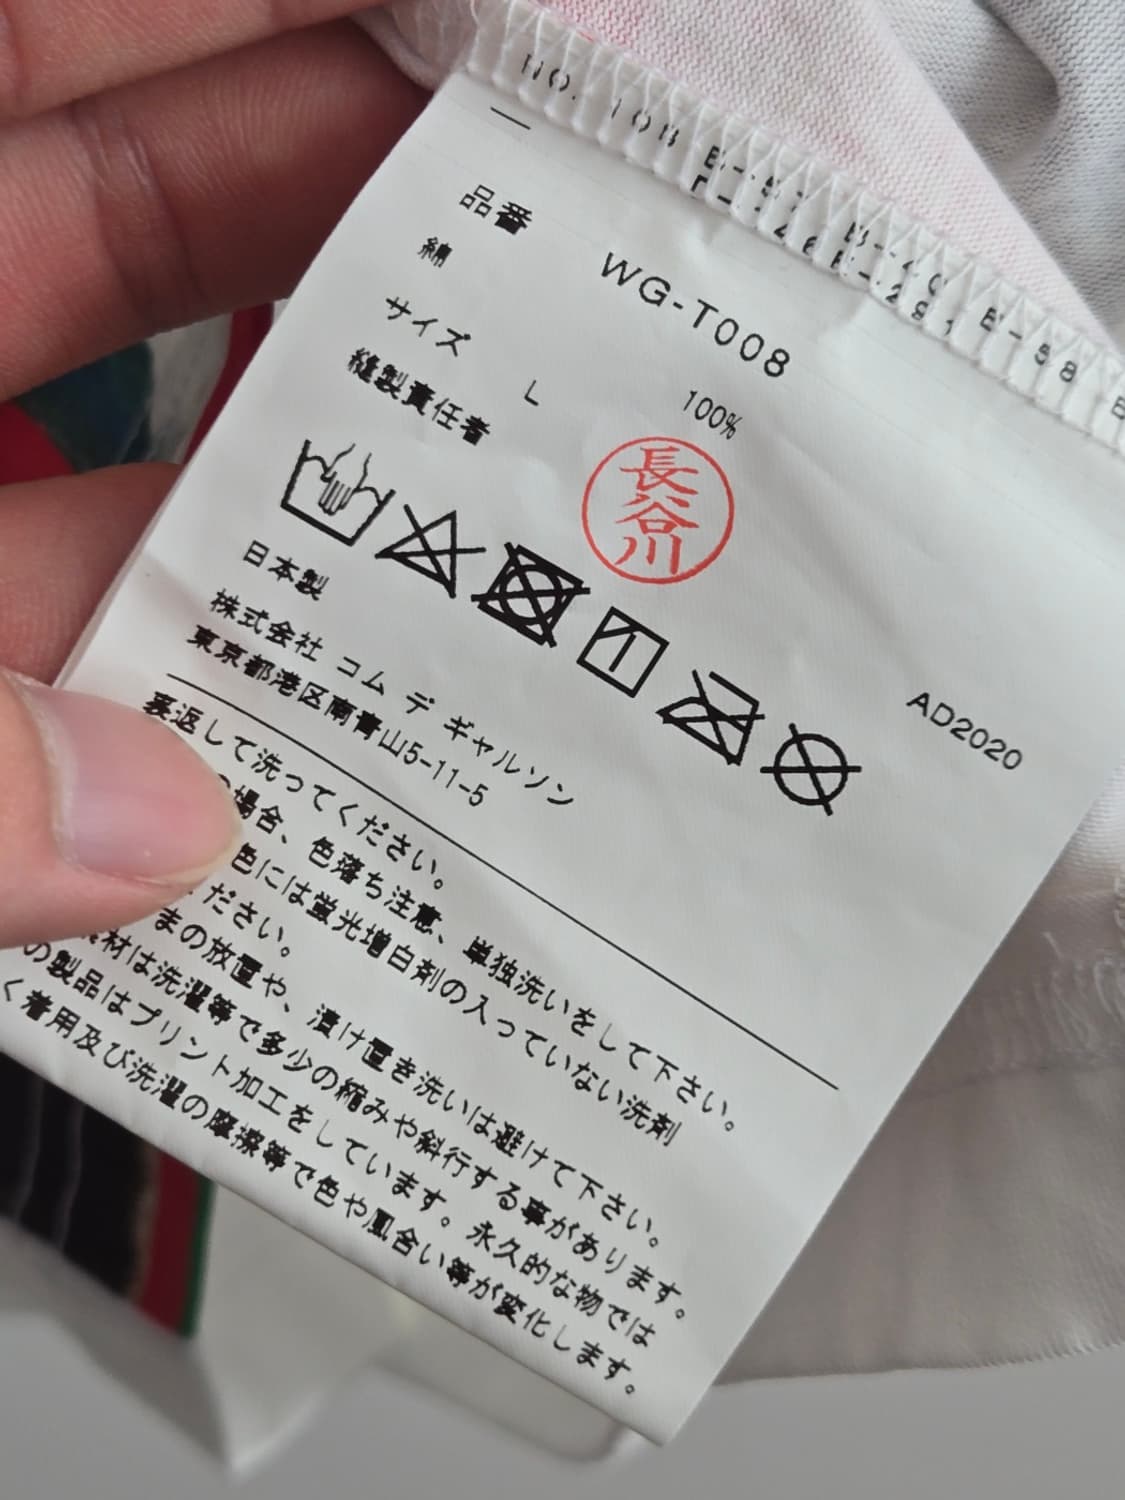 NO. 108 B-57 B-40 B-58
品番 WG-T008
綿 100%
サイズ L
縫製責任者
長谷川
日本製
株式会社 コム デ ギャルソン
東京都港区南青山5-11-5
AD2020
裏返して洗ってください。
場合、色落ち注意、単独洗いをして下さい。
色には蛍光増白剤の入っていない洗剤
ださい。
まの放置や、漬け置き洗いは避けて下さい。
素材は洗濯等で多少の縮みや斜行する事があります。
の製品はプリント加工をしています。永久的な物では
く着用及び洗濯の摩擦等で色や風合い等が変化します。